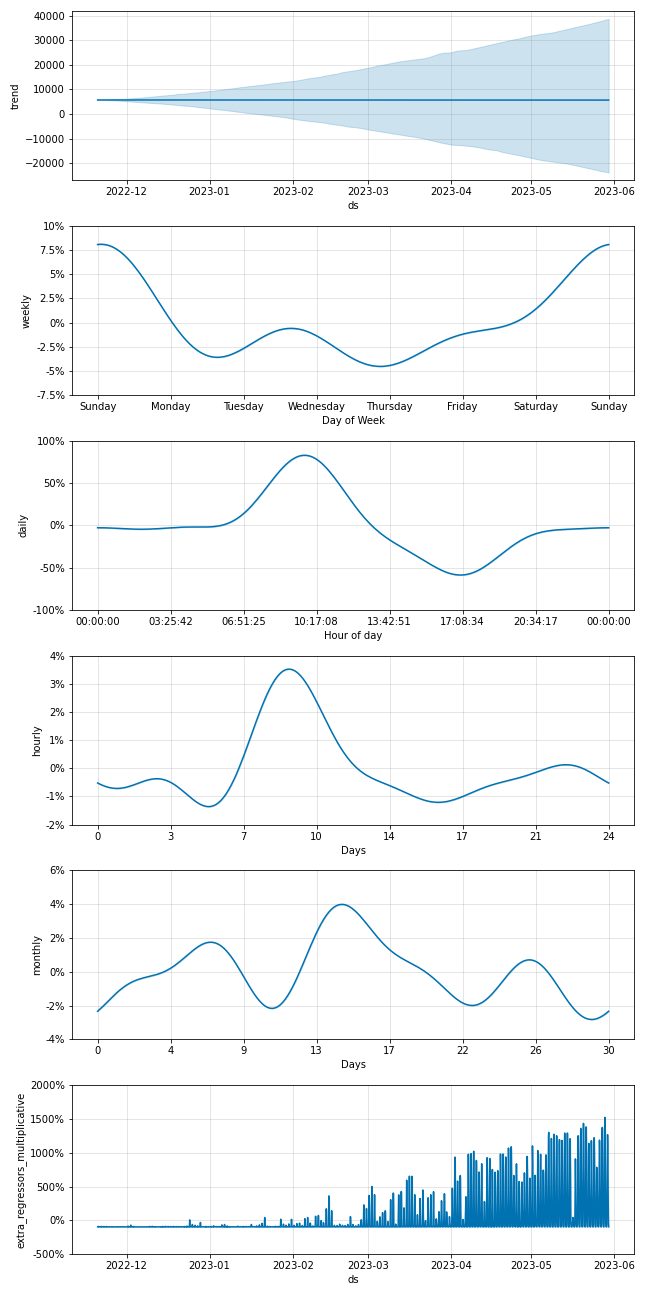 40000
30000
20000
10000
0
−10000
−20000
trend
2022-12 2023-01 2023-02 2023-03 2023-04 2023-05 2023-06
ds
10%
7.5%
5%
2.5%
0%
-2.5%
-5%
-7.5%
weekly
Sunday Monday Tuesday Wednesday Thursday Friday Saturday Sunday
Day of Week
100%
50%
0%
-50%
-100%
daily
00:00:00 03:25:42 06:51:25 10:17:08 13:42:51 17:08:34 20:34:17 00:00:00
Hour of day
4%
3%
2%
1%
0%
-1%
-2%
hourly
0 3 7 10 14 17 21 24
Days
6%
4%
2%
0%
-2%
-4%
monthly
0 4 9 13 17 22 26 30
Days
2000%
1500%
1000%
500%
0%
-500%
extra_regressors_multiplicative
2022-12 2023-01 2023-02 2023-03 2023-04 2023-05 2023-06
ds